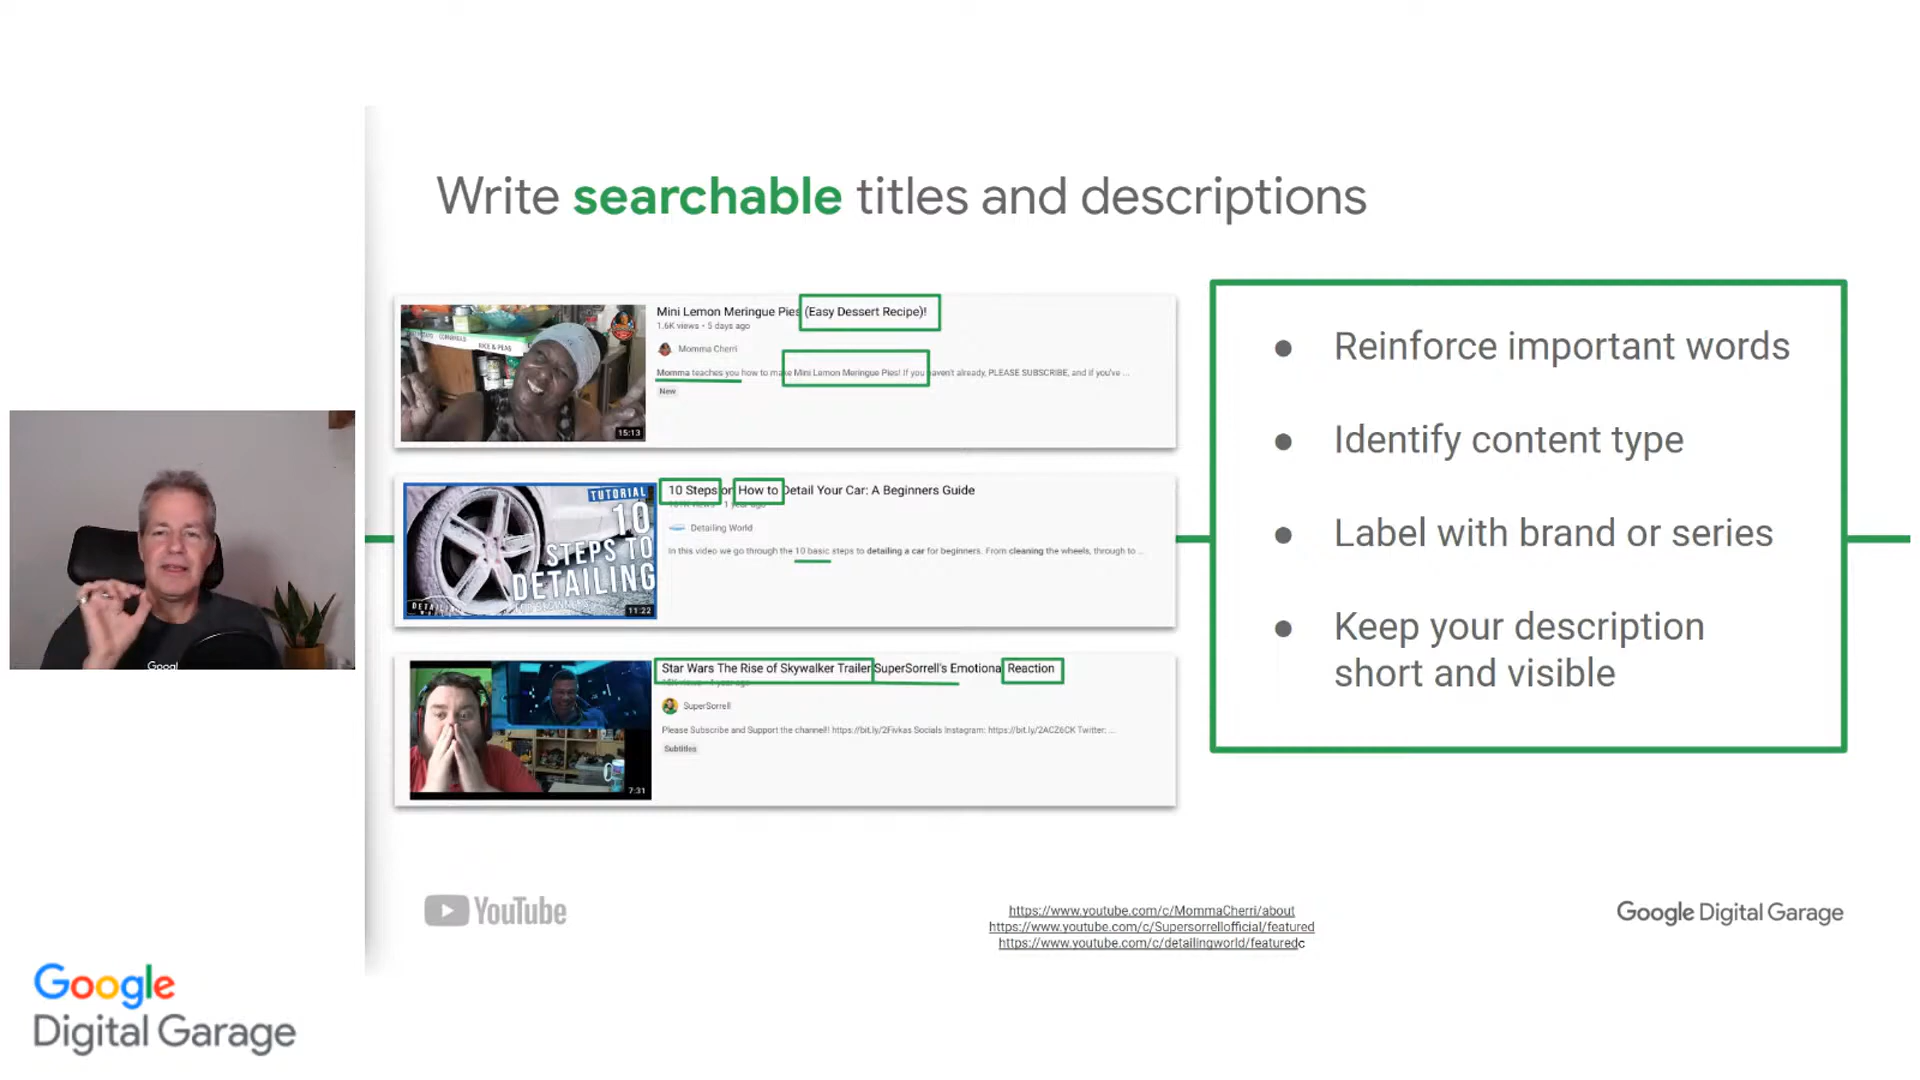 Write searchable titles and descriptions
Mini Lemon Meringue Pies (Easy Dessert Recipe)!
1.6K views • 5 days ago
RICE & PEAS
Momma Cherri
Momma teaches you how to make Mini Lemon Meringue Pies! If you haven't already, PLEASE SUBSCRIBE, and if you've ...
New
15:13
TUTORIAL
10
STEPS TO
DETAILING
11:22
10 Steps on How to Detail Your Car: A Beginners Guide
views • 1 year ago
Detailing World
In this video we go through the 10 basic steps to detailing a car for beginners. From cleaning the wheels, through to ...
Star Wars The Rise of Skywalker Trailer SuperSorrell's Emotional Reaction
SuperSorrell
Please Subscribe and Support the channel! https://bit.ly/2Fivkas Socials Instagram: https://bit.ly/2ACZ6CK Twitter: ...
Subtitles
7:31
● Reinforce important words
● Identify content type
● Label with brand or series
● Keep your description
short and visible
Googl
YouTube
https://www.youtube.com/c/MommaCherri/about
https://www.youtube.com/c/Supersorrellofficial/featured
https://www.youtube.com/c/detailingworld/featuredc
Google Digital Garage
Google
Digital Garage